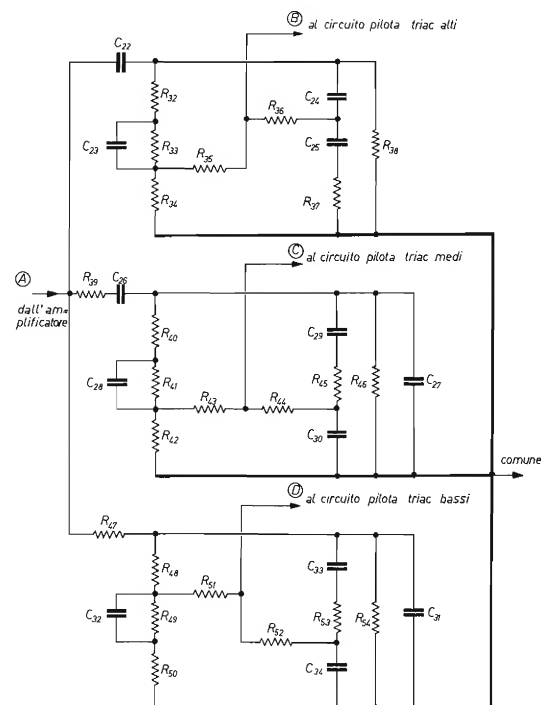 B al circuito pilota triac alti
C22
R32
C24
R36
C23
R33
C25
R38
R35
R34
R37
C al circuito pilota triac medi
A
R39
C26
dall' am=
plificatore
R40
C29
C28
R41
R45
R46
C27
R43
R44
R42
C30
comune
D al circuito pilota triac bassi
R47
R48
C33
R51
C32
R49
R53
R54
C31
R52
R50
C34